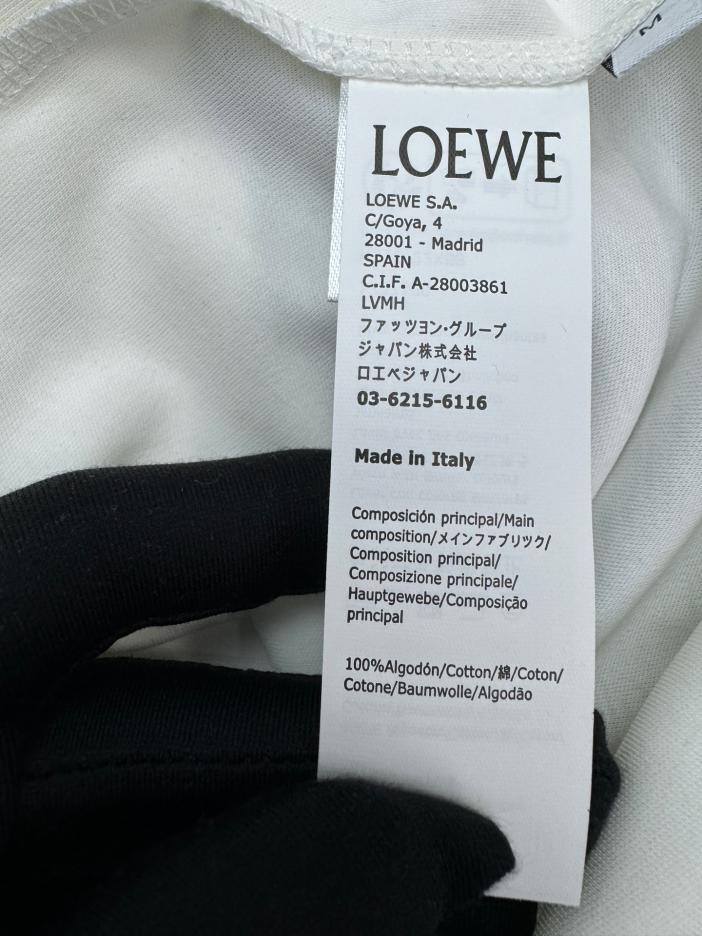 M
LOEWE
LOEWE S.A.
C/Goya, 4
28001 - Madrid
SPAIN
C.I.F. A-28003861
LVMH
ファッツヨン・グループ
ジャパン株式会社
ロエベジャパン
03-6215-6116
Made in Italy
Composición principal/Main
composition/メインファブリック/
Composition principal/
Composizione principale/
Hauptgewebe/Composição
principal
100%Algodón/Cotton/綿/Coton/
Cotone/Baumwolle/Algodão